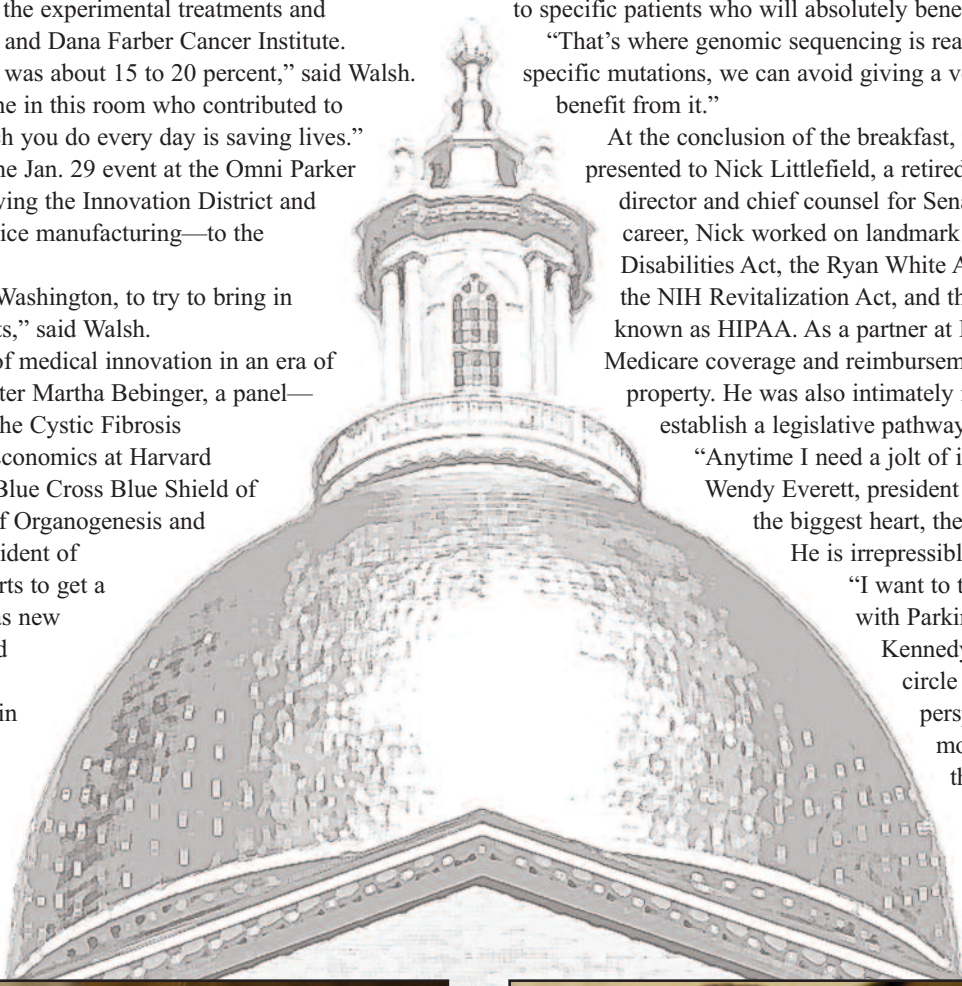 the experimental treatments and
and Dana Farber Cancer Institute.
was about 15 to 20 percent,” said Walsh.
ne in this room who contributed to
h you do every day is saving lives.”
he Jan. 29 event at the Omni Parker
ving the Innovation District and
ice manufacturing—to the
Washington, to try to bring in
ts,” said Walsh.
of medical innovation in an era of
ter Martha Bebinger, a panel—
he Cystic Fibrosis
conomics at Harvard
Blue Cross Blue Shield of
f Organogenesis and
ident of
rts to get a
as new
d
in
to specific patients who will absolutely bene
“That’s where genomic sequencing is rea
specific mutations, we can avoid giving a v
benefit from it.”
At the conclusion of the breakfast,
presented to Nick Littlefield, a retired
director and chief counsel for Sena
career, Nick worked on landmark
Disabilities Act, the Ryan White A
the NIH Revitalization Act, and th
known as HIPAA. As a partner at
Medicare coverage and reimbursem
property. He was also intimately
establish a legislative pathway
“Anytime I need a jolt of i
Wendy Everett, president
the biggest heart, the
He is irrepressibl
“I want to t
with Parkin
Kennedy
circle
pers
mo
th